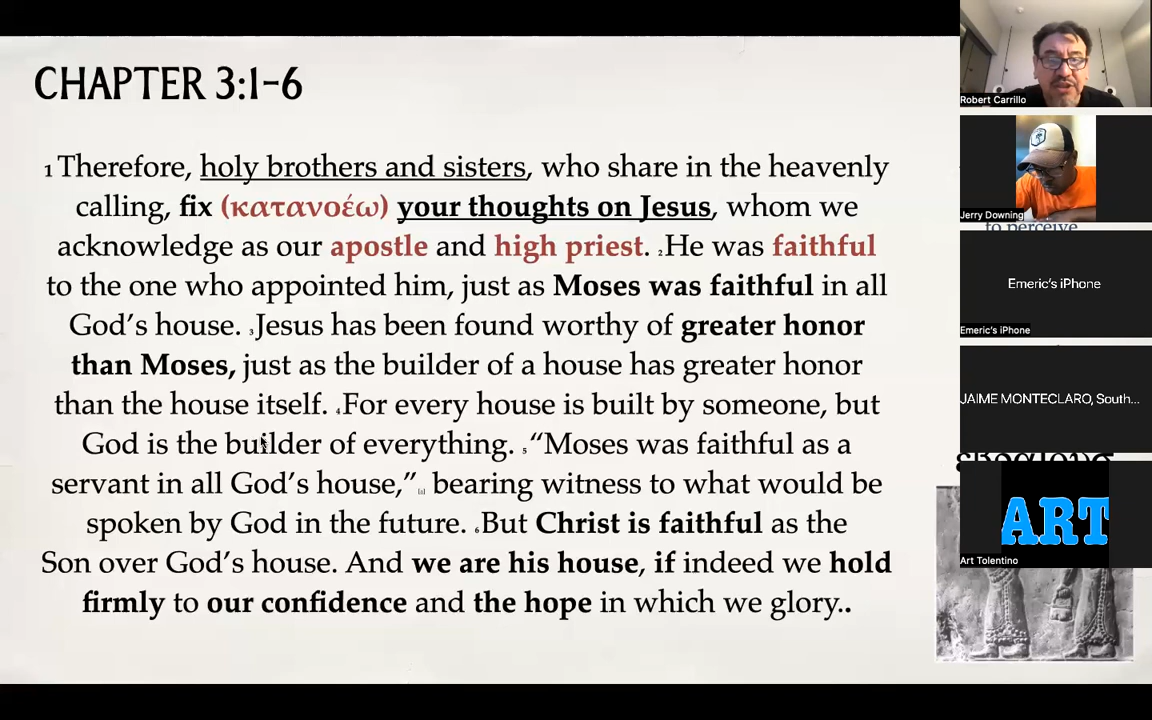 CHAPTER 3:1–6
1 Therefore, holy brothers and sisters, who share in the heavenly
calling, fix (κατανοέω) your thoughts on Jesus, whom we
acknowledge as our apostle and high priest. 2 He was faithful
to the one who appointed him, just as Moses was faithful in all
God’s house. 3 Jesus has been found worthy of greater honor
than Moses, just as the builder of a house has greater honor
than the house itself. 4 For every house is built by someone, but
God is the builder of everything. 5 “Moses was faithful as a
servant in all God’s house,” bearing witness to what would be
spoken by God in the future. 6 But Christ is faithful as the
Son over God’s house. And we are his house, if indeed we hold
firmly to our confidence and the hope in which we glory..
Robert Carrillo
Jerry Downing
to perceive
Emeric’s iPhone
Emeric’s iPhone
JAIME MONTECLARO, South...
ART
Art Tolentino